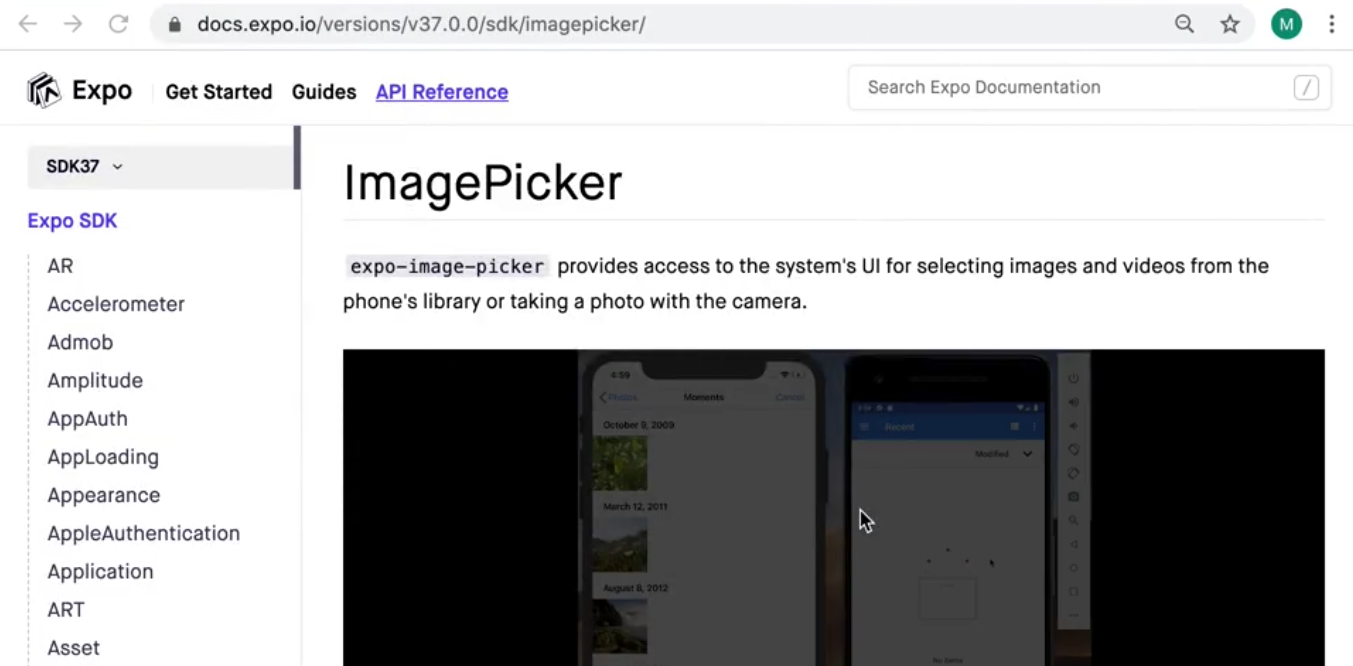 docs.expo.io/versions/v37.0.0/sdk/imagepicker/
M
Expo
Get Started
Guides
API Reference
Search Expo Documentation
/
SDK37
Expo SDK
AR
Accelerometer
Admob
Amplitude
AppAuth
AppLoading
Appearance
AppleAuthentication
Application
ART
Asset
ImagePicker
expo-image-picker provides access to the system's UI for selecting images and videos from the
phone's library or taking a photo with the camera.
4:59
Photos
Moments
Cancel
October 9, 2009
March 12, 2011
August 8, 2012
Recent
Modified
No items